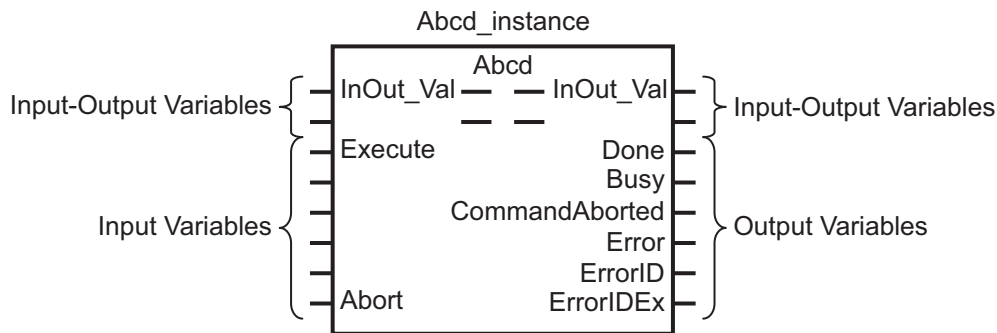 Abcd_instance
Abcd
Input-Output Variables InOut_Val InOut_Val Input-Output Variables
Execute Done
Busy
Input Variables CommandAborted Output Variables
Error
ErrorID
Abort ErrorIDEx